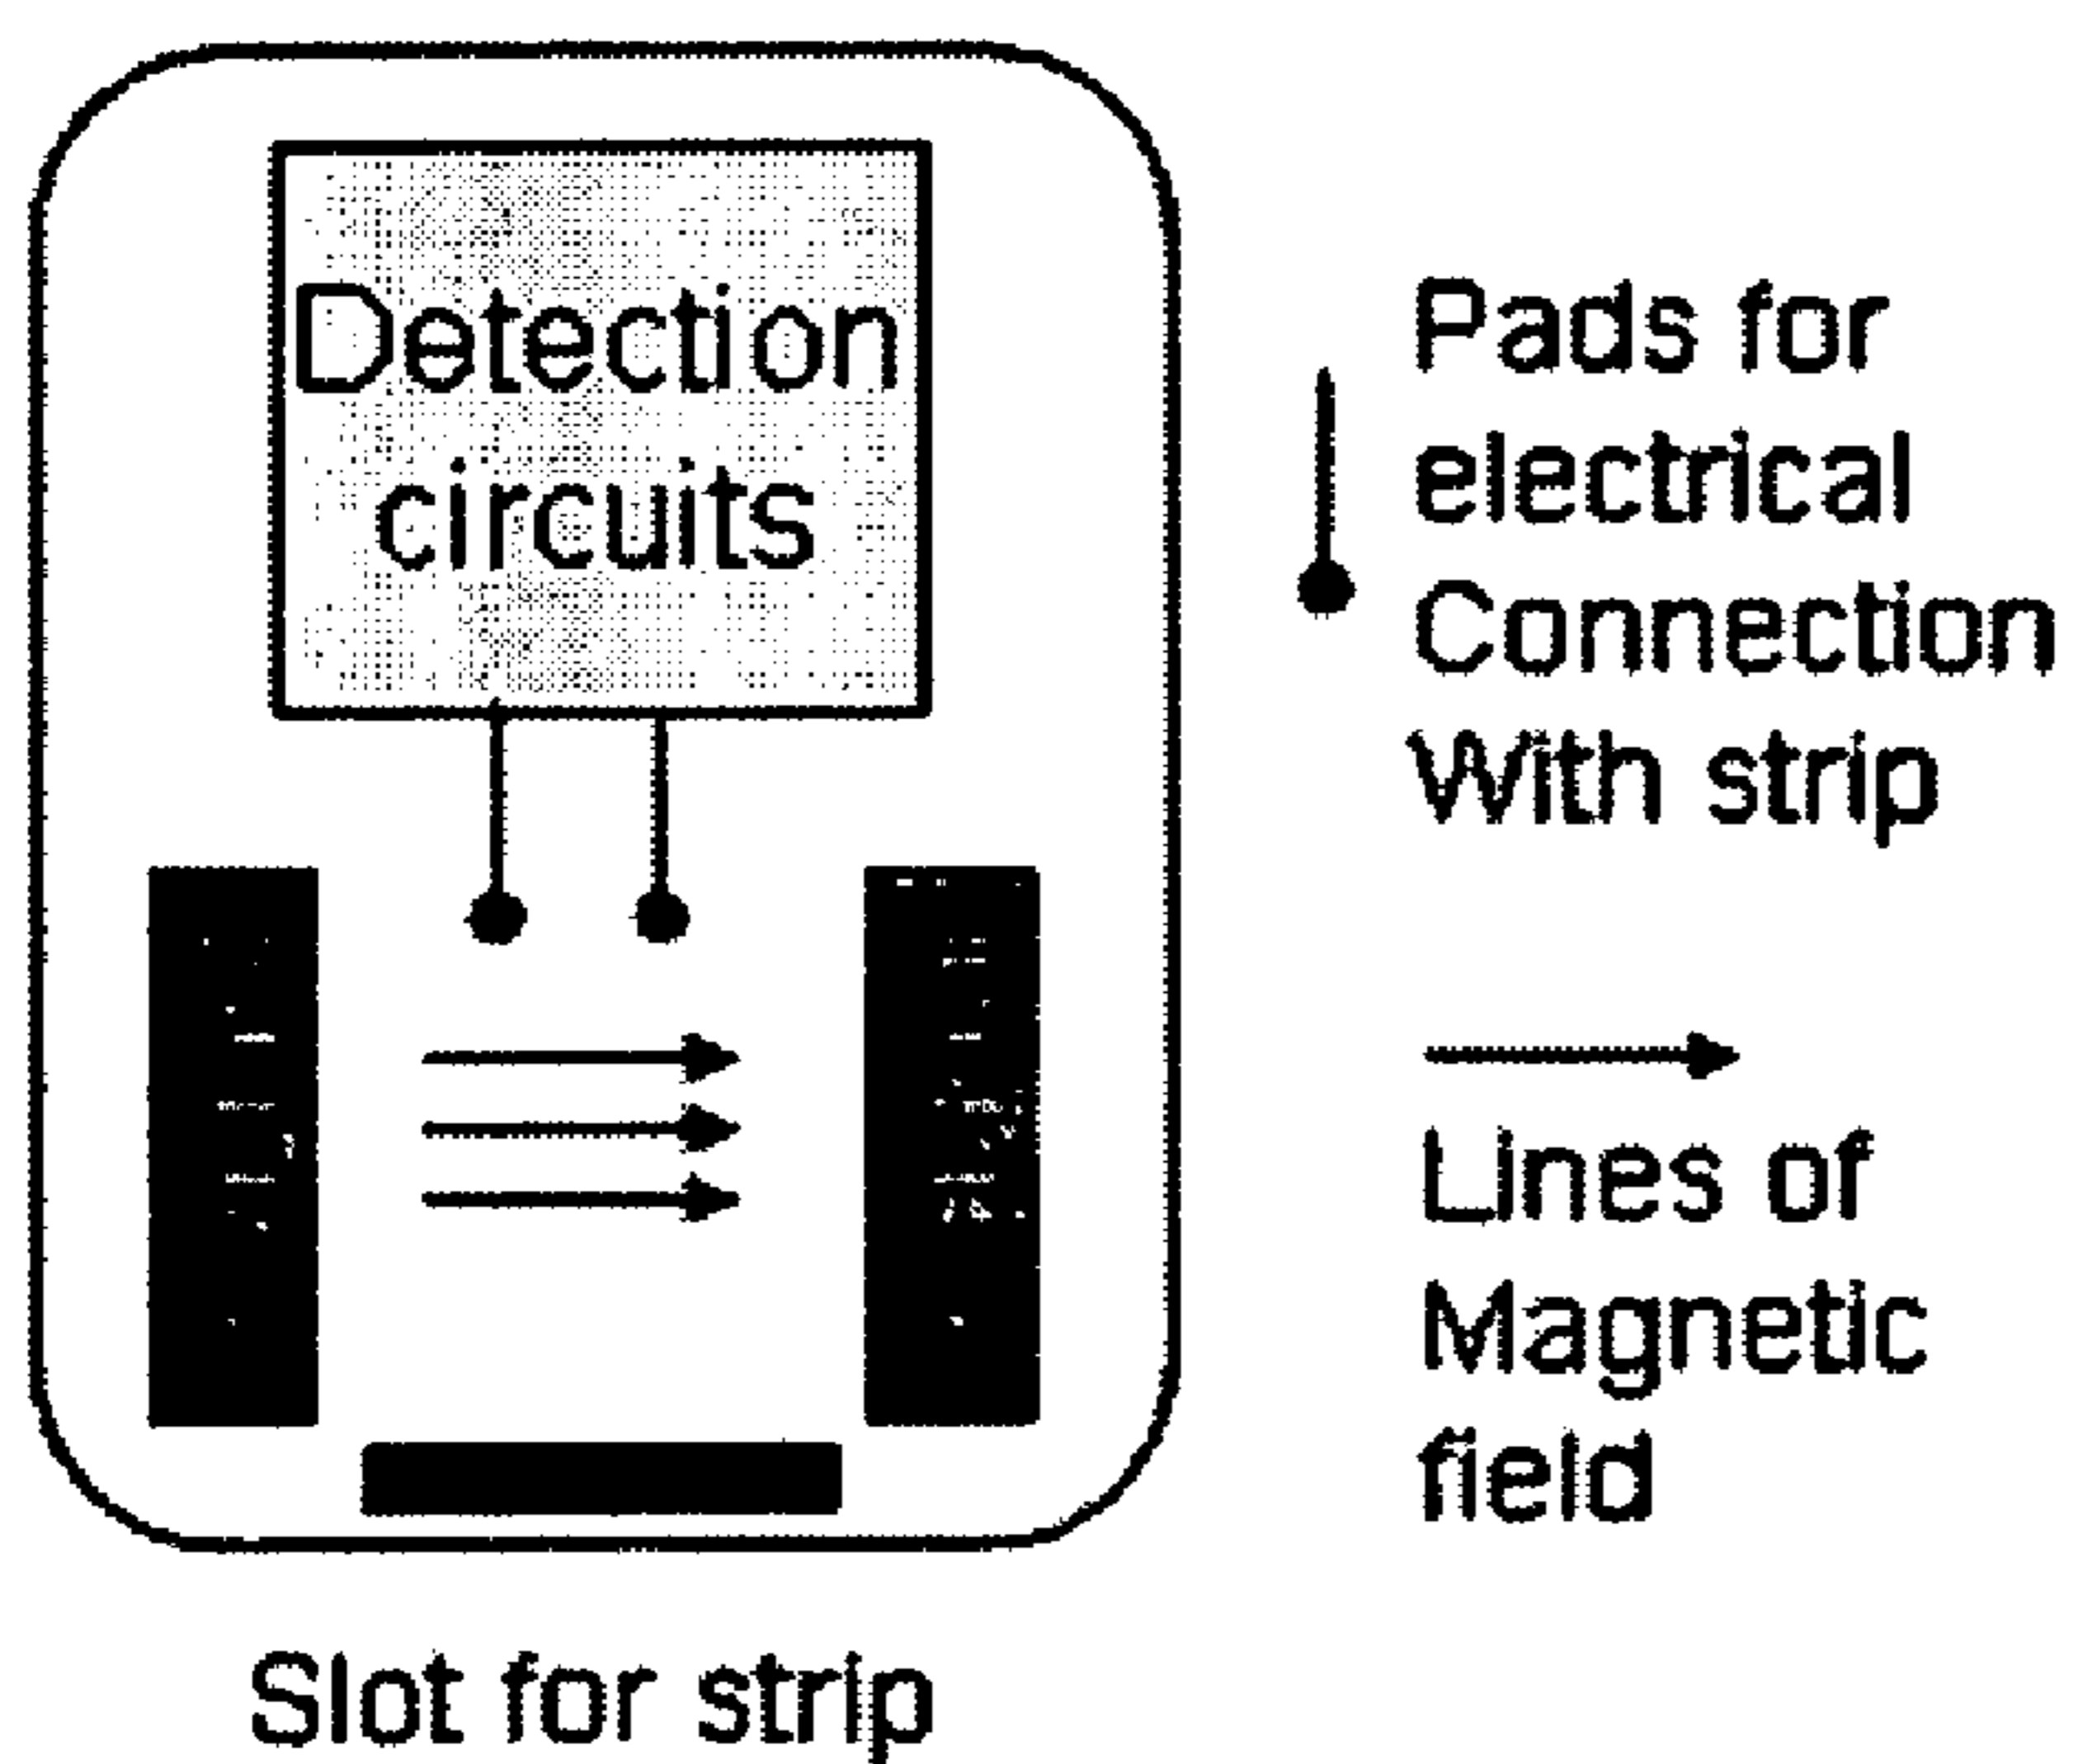 Detection
circuits
Pads for
electrical
Connection
With strip
Lines of
Magnetic
field
Slot for strip